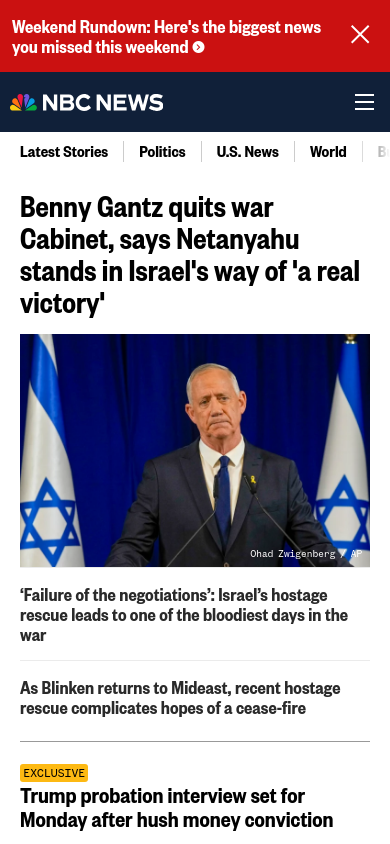 Weekend Rundown: Here's the biggest news
you missed this weekend
NBC NEWS
Latest Stories
Politics
U.S. News
World
Benny Gantz quits war
Cabinet, says Netanyahu
stands in Israel's way of 'a real
victory'
Ohad Zwigenberg / AP
‘Failure of the negotiations’: Israel’s hostage
rescue leads to one of the bloodiest days in the
war
As Blinken returns to Mideast, recent hostage
rescue complicates hopes of a cease-fire
EXCLUSIVE
Trump probation interview set for
Monday after hush money conviction